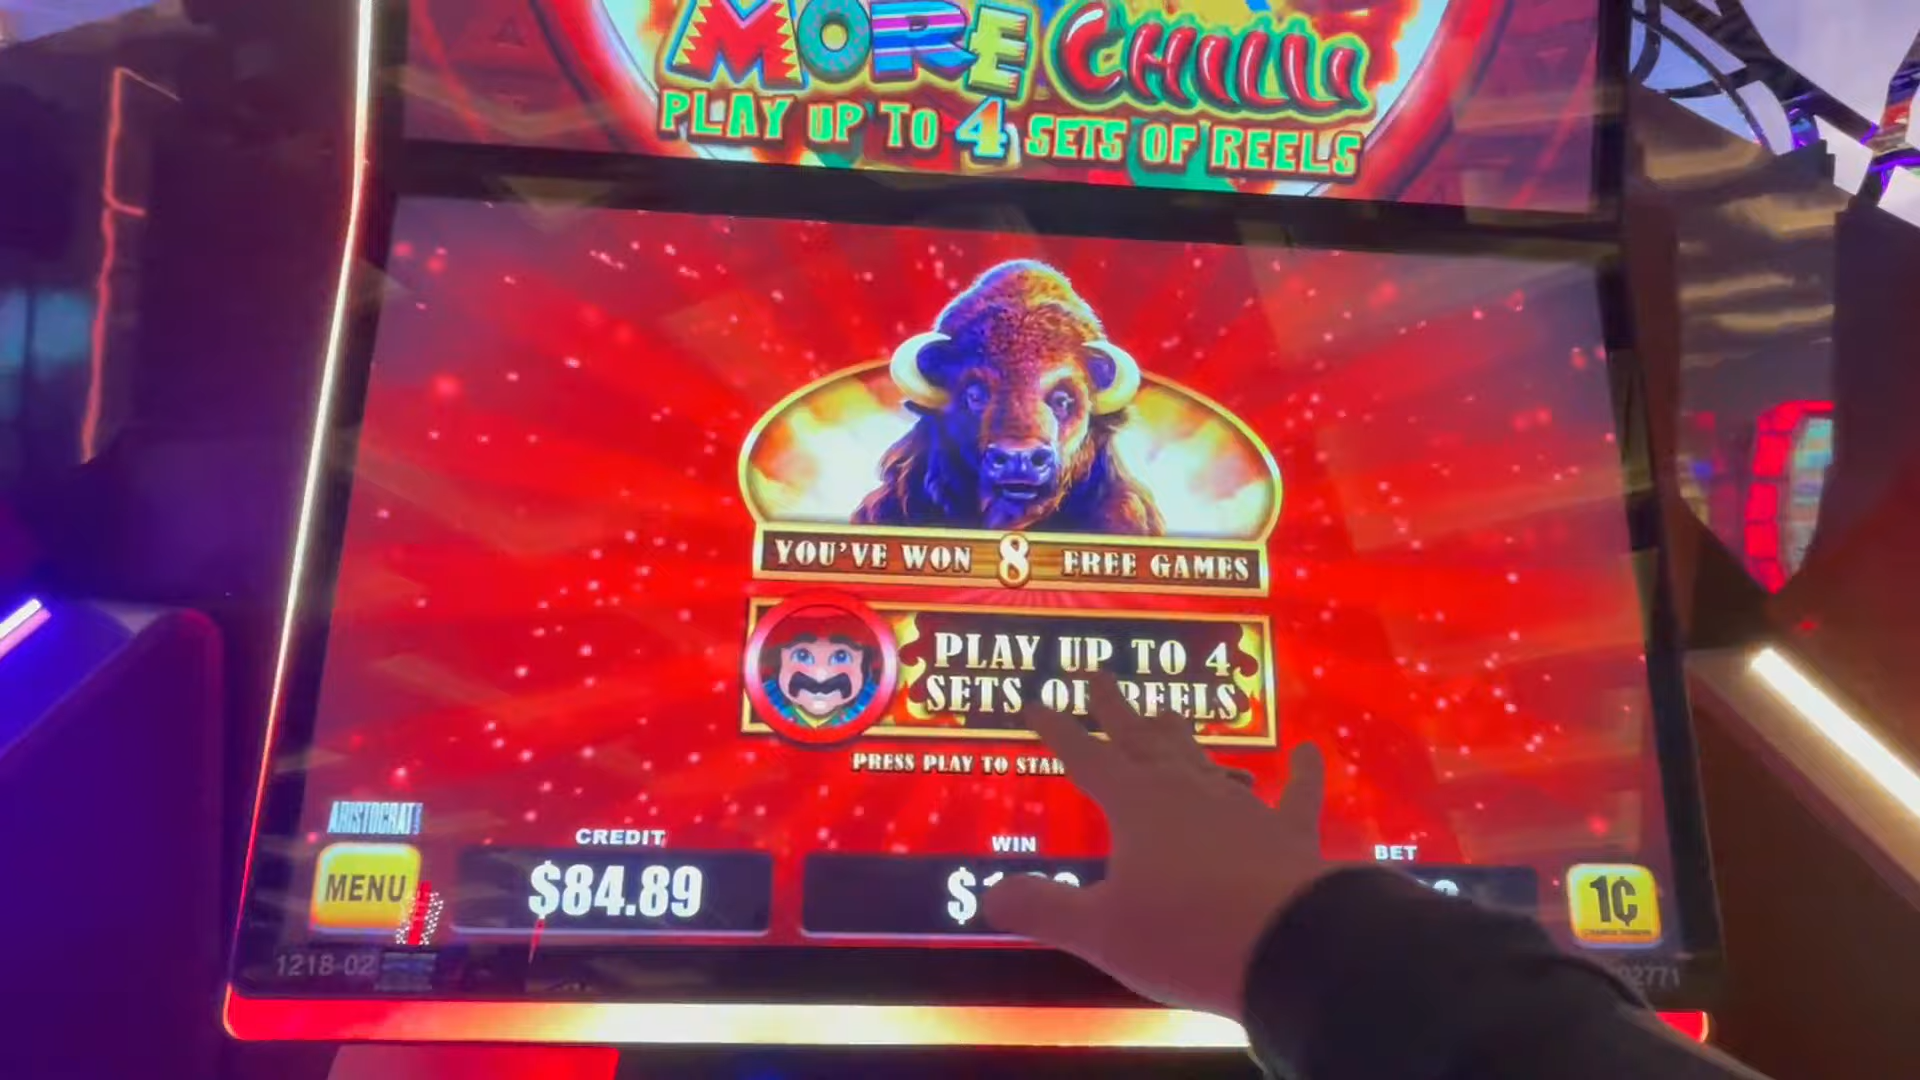 MORE CHILLI
PLAY UP TO 4 SETS OF REELS
YOU'VE WON 8 FREE GAMES
PLAY UP TO 4
SETS OF REELS
PRESS PLAY TO
ARISTOCRAT
CREDIT
WIN
BET
MENU
$84.89
1¢
1218-02